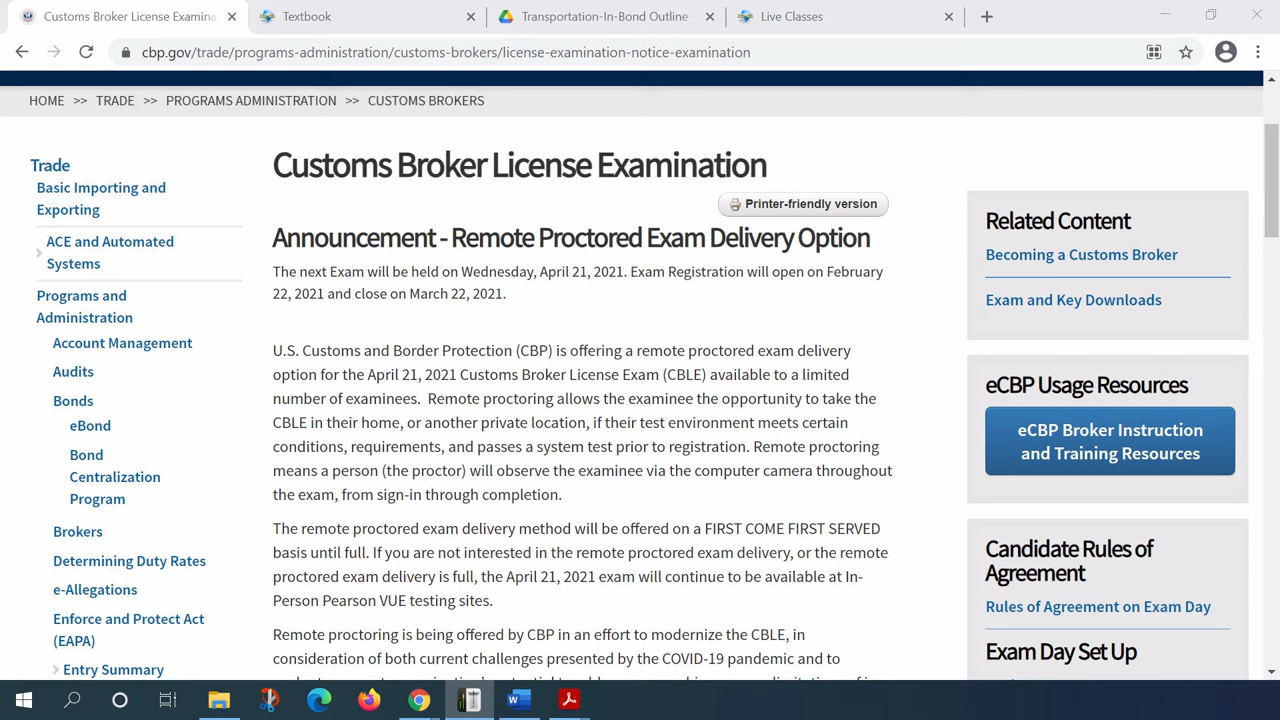 Customs Broker License Examina
Textbook
Transportation-In-Bond Outline
Live Classes
cbp.gov/trade/programs-administration/customs-brokers/license-examination-notice-examination
HOME >> TRADE >> PROGRAMS ADMINISTRATION >> CUSTOMS BROKERS
Trade
Basic Importing and
Exporting
ACE and Automated
Systems
Programs and
Administration
Account Management
Audits
Bonds
eBond
Bond
Centralization
Program
Brokers
Determining Duty Rates
e-Allegations
Enforce and Protect Act
(EAPA)
Entry Summary
Customs Broker License Examination
Printer-friendly version
Announcement - Remote Proctored Exam Delivery Option
The next Exam will be held on Wednesday, April 21, 2021. Exam Registration will open on February
22, 2021 and close on March 22, 2021.
U.S. Customs and Border Protection (CBP) is offering a remote proctored exam delivery
option for the April 21, 2021 Customs Broker License Exam (CBLE) available to a limited
number of examinees. Remote proctoring allows the examinee the opportunity to take the
CBLE in their home, or another private location, if their test environment meets certain
conditions, requirements, and passes a system test prior to registration. Remote proctoring
means a person (the proctor) will observe the examinee via the computer camera throughout
the exam, from sign-in through completion.
The remote proctored exam delivery method will be offered on a FIRST COME FIRST SERVED
basis until full. If you are not interested in the remote proctored exam delivery, or the remote
proctored exam delivery is full, the April 21, 2021 exam will continue to be available at In-
Person Pearson VUE testing sites.
Remote proctoring is being offered by CBP in an effort to modernize the CBLE, in
consideration of both current challenges presented by the COVID-19 pandemic and to
Related Content
Becoming a Customs Broker
Exam and Key Downloads
eCBP Usage Resources
eCBP Broker Instruction
and Training Resources
Candidate Rules of
Agreement
Rules of Agreement on Exam Day
Exam Day Set Up